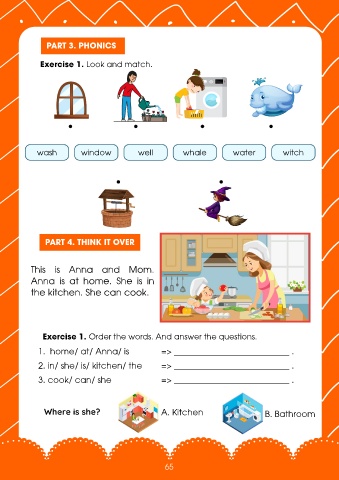 PART 3. PHONICS
Exercise 1. Look and match.
wash window well whale water witch
PART 4. THINK IT OVER
This is Anna and Mom.
Anna is at home. She is in
the kitchen. She can cook.
Exercise 1. Order the words. And answer the questions.
1. home/ at/ Anna/ is => ______________________ .
2. in/ she/ is/ kitchen/ the => ______________________ .
3. cook/ can/ she => ______________________ .
Where is she? A. Kitchen B. Bathroom
65